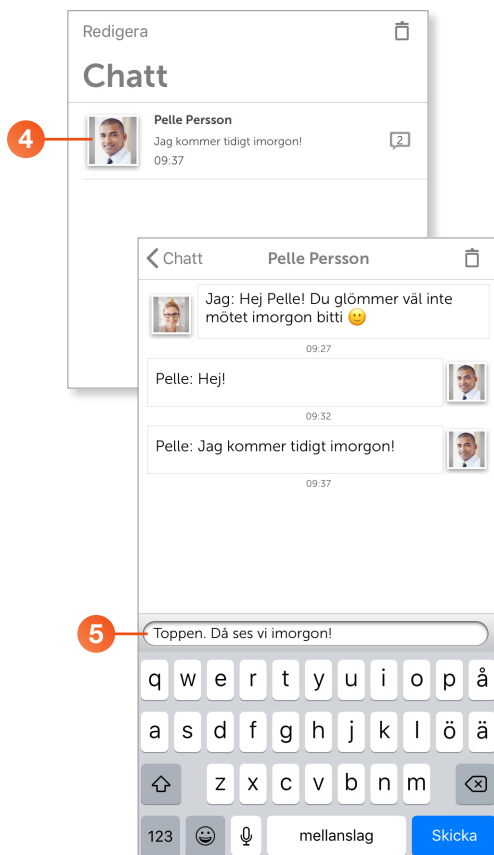 Redigera
Chatt
Pelle Persson
4
Jag kommer tidigt imorgon!
2
09:37
Chatt
Pelle Persson
Jag: Hej Pelle! Du glömmer väl inte
mötet imorgon bitti 🙂
09:27
Pelle: Hej!
09:32
Pelle: Jag kommer tidigt imorgon!
09:37
5
Toppen. Då ses vi imorgon!
q w e r t y u i o p å
a s d f g h j k l ö ä
z x c v b n m
123 mellanslag Skicka